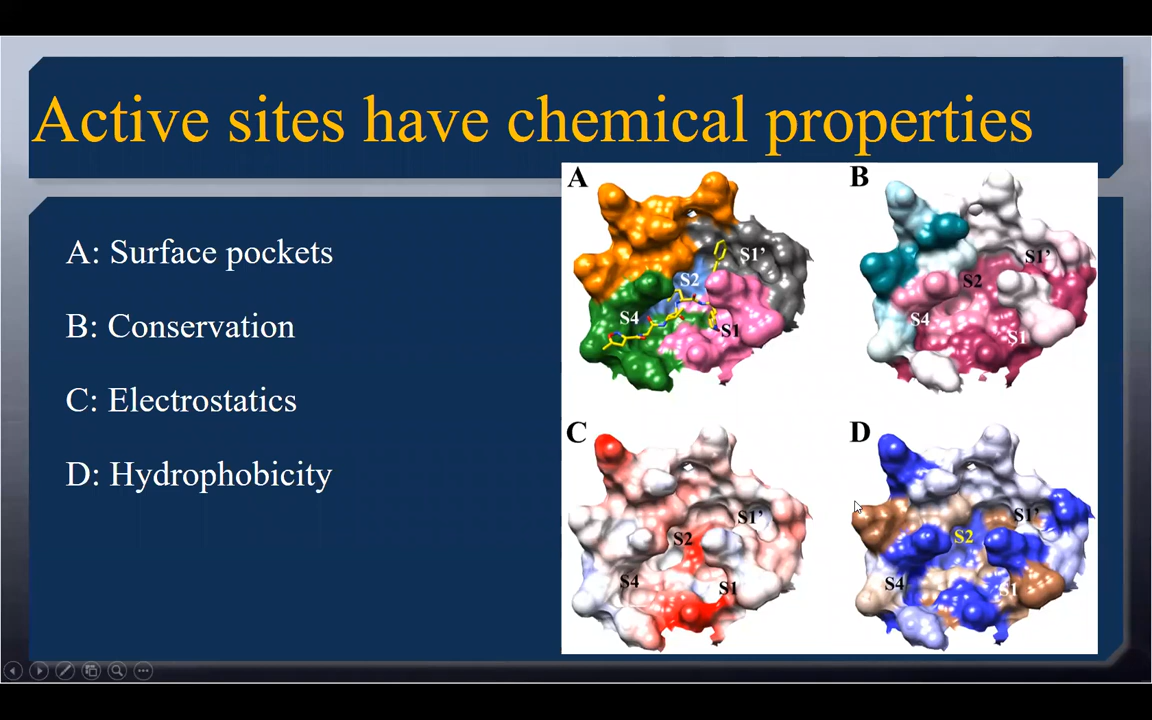 Active sites have chemical properties
A: Surface pockets
B: Conservation
C: Electrostatics
D: Hydrophobicity
A
S1’
S2
S4
S1
B
S1’
S2
S4
S1
C
S1’
S2
S4
S1
D
S1’
S2
S4
S1